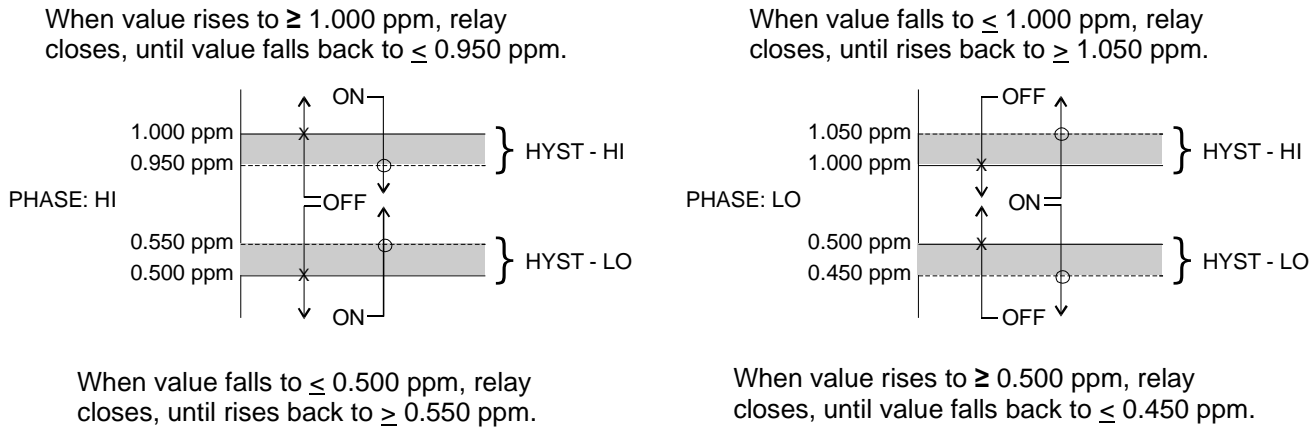 When value rises to ≥ 1.000 ppm, relay
closes, until value falls back to ≤ 0.950 ppm.
ON
1.000 ppm
0.950 ppm
HYST - HI
PHASE: HI
OFF
0.550 ppm
0.500 ppm
HYST - LO
ON
When value falls to ≤ 0.500 ppm, relay
closes, until rises back to ≥ 0.550 ppm.
When value falls to ≤ 1.000 ppm, relay
closes, until rises back to ≥ 1.050 ppm.
OFF
1.050 ppm
1.000 ppm
HYST - HI
PHASE: LO
ON
0.500 ppm
0.450 ppm
HYST - LO
OFF
When value rises to ≥ 0.500 ppm, relay
closes, until value falls back to ≤ 0.450 ppm.